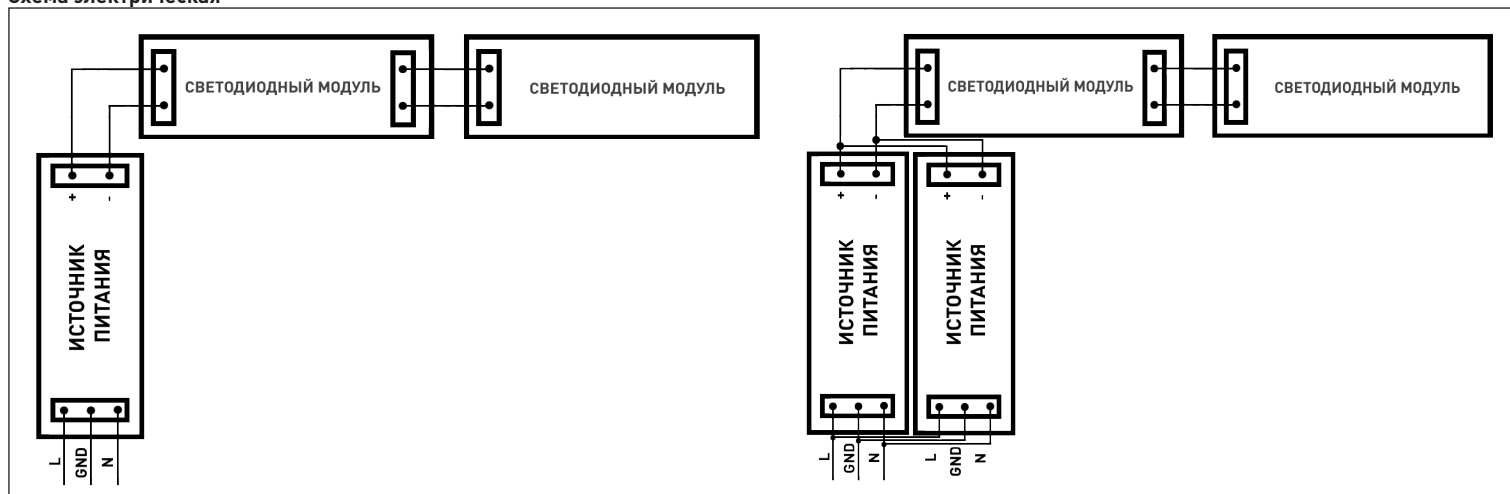 Схема электрическая
СВЕТОДИОДНЫЙ МОДУЛЬ
СВЕТОДИОДНЫЙ МОДУЛЬ
+ -
ИСТОЧНИК
ПИТАНИЯ
L GND N
СВЕТОДИОДНЫЙ МОДУЛЬ
СВЕТОДИОДНЫЙ МОДУЛЬ
+ -
ИСТОЧНИК
ПИТАНИЯ
L GND N
+ -
ИСТОЧНИК
ПИТАНИЯ
L GND N